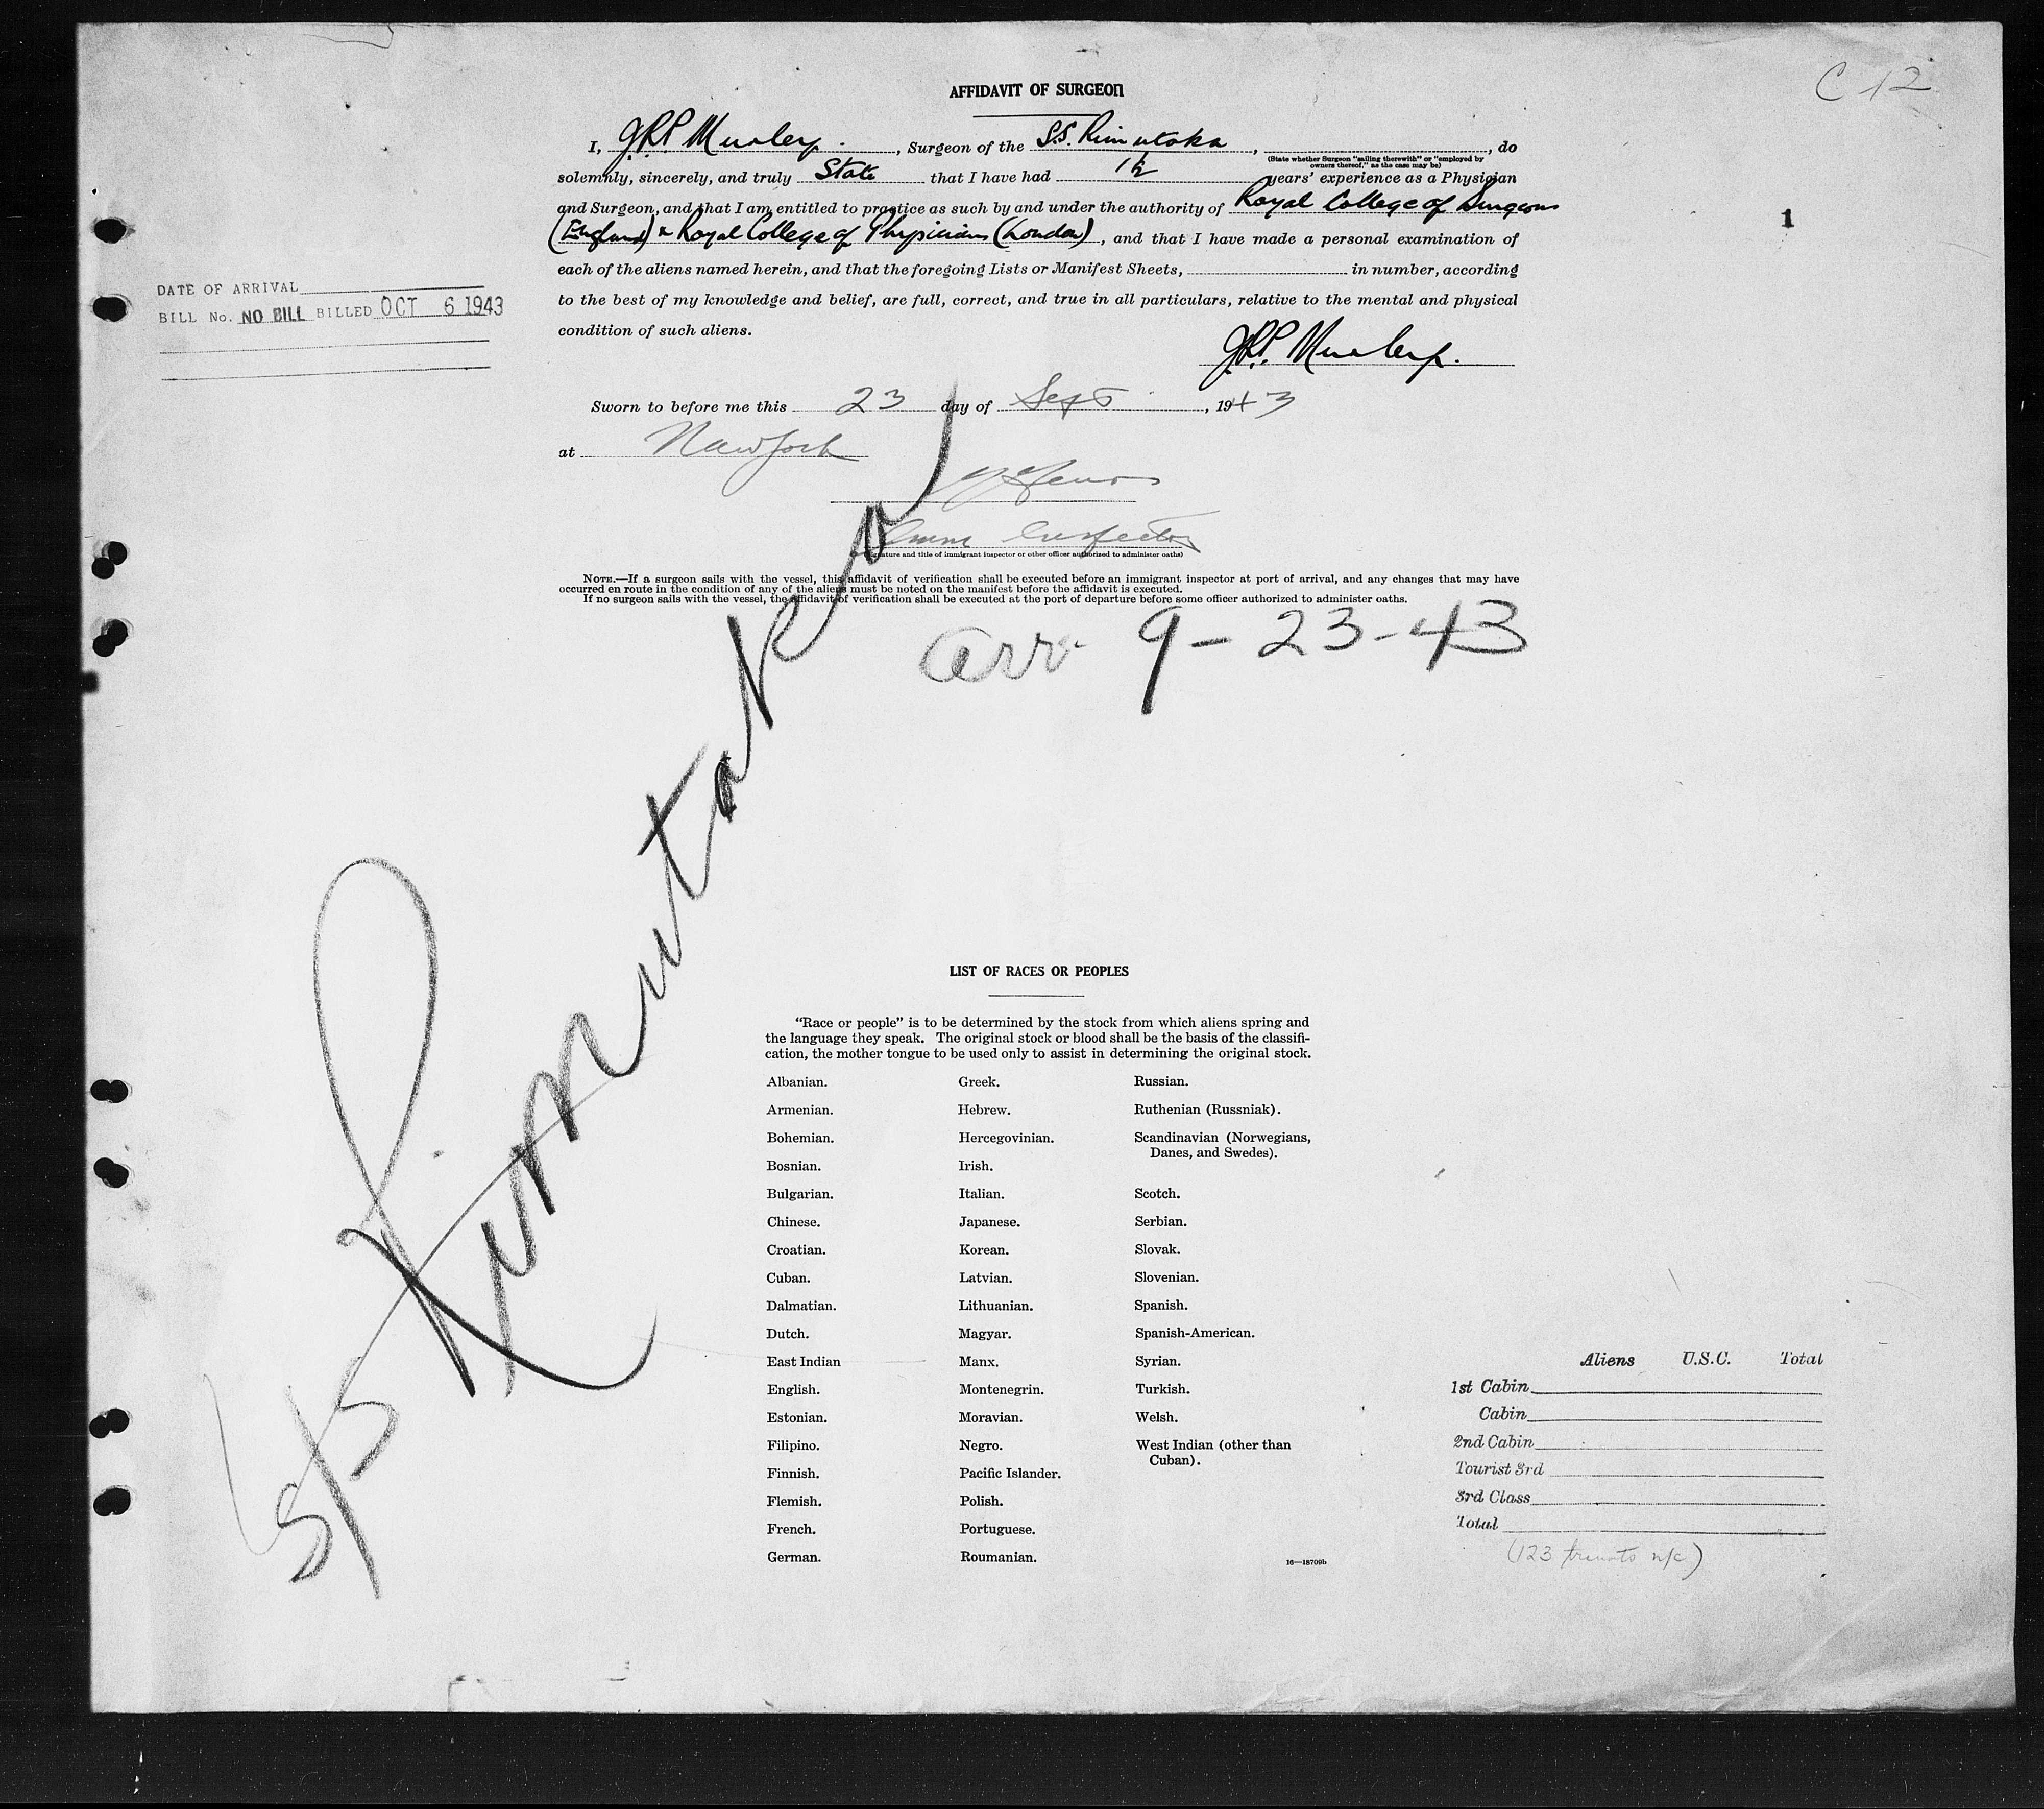 C 12
AFFIDAVIT OF SURGEON
I, J.R.P. , Surgeon of the S.S. Rimutaka , , do
(State whether Surgeon "sailing therewith" or "employed by
owners thereof," as the case may be)
solemnly, sincerely, and truly State that I have had years' experience as a Physician
and Surgeon, and that I am entitled to practice as such by and under the authority of Royal College of Surgeons
(England) & Royal College of Physicians (London) , and that I have made a personal examination of
1
each of the aliens named herein, and that the foregoing Lists or Manifest Sheets, in number, according
to the best of my knowledge and belief, are full, correct, and true in all particulars, relative to the mental and physical
condition of such aliens.
DATE OF ARRIVAL
BILL No. NO BILL BILLED OCT 6 1943
J.R.P.
Sworn to before me this 23 day of Sept , 1943
at New York
Imm Inspector
(Signature and title of immigrant inspector or other officer authorized to administer oaths)
NOTE.—If a surgeon sails with the vessel, this affidavit of verification shall be executed before an immigrant inspector at port of arrival, and any changes that may have
occurred en route in the condition of any of the aliens must be noted on the manifest before the affidavit is executed.
If no surgeon sails with the vessel, the affidavit of verification shall be executed at the port of departure before some officer authorized to administer oaths.
arr 9-23-43
S/S Rimutaka
LIST OF RACES OR PEOPLES
"Race or people" is to be determined by the stock from which aliens spring and
the language they speak. The original stock or blood shall be the basis of the classifi-
cation, the mother tongue to be used only to assist in determining the original stock.
Albanian.
Armenian.
Bohemian.
Bosnian.
Bulgarian.
Chinese.
Croatian.
Cuban.
Dalmatian.
Dutch.
East Indian
English.
Estonian.
Filipino.
Finnish.
Flemish.
French.
German.
Greek.
Hebrew.
Hercegovinian.
Irish.
Italian.
Japanese.
Korean.
Latvian.
Lithuanian.
Magyar.
Manx.
Montenegrin.
Moravian.
Negro.
Pacific Islander.
Polish.
Portuguese.
Roumanian.
Russian.
Ruthenian (Russniak).
Scandinavian (Norwegians,
Danes, and Swedes).
Scotch.
Serbian.
Slovak.
Slovenian.
Spanish.
Spanish-American.
Syrian.
Turkish.
Welsh.
West Indian (other than
Cuban).
16—18709b
Aliens U.S.C. Total
1st Cabin
Cabin
2nd Cabin
Tourist 3rd
3rd Class
Total
(123 n/c)